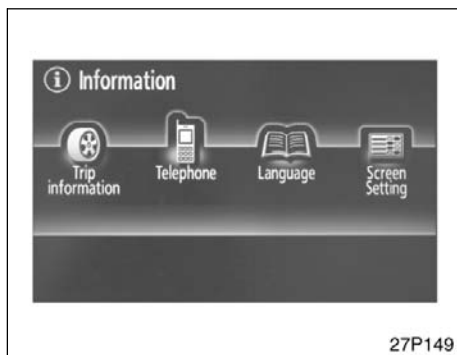 i Information
Trip
information
Telephone
Language
Screen
Setting
27P149